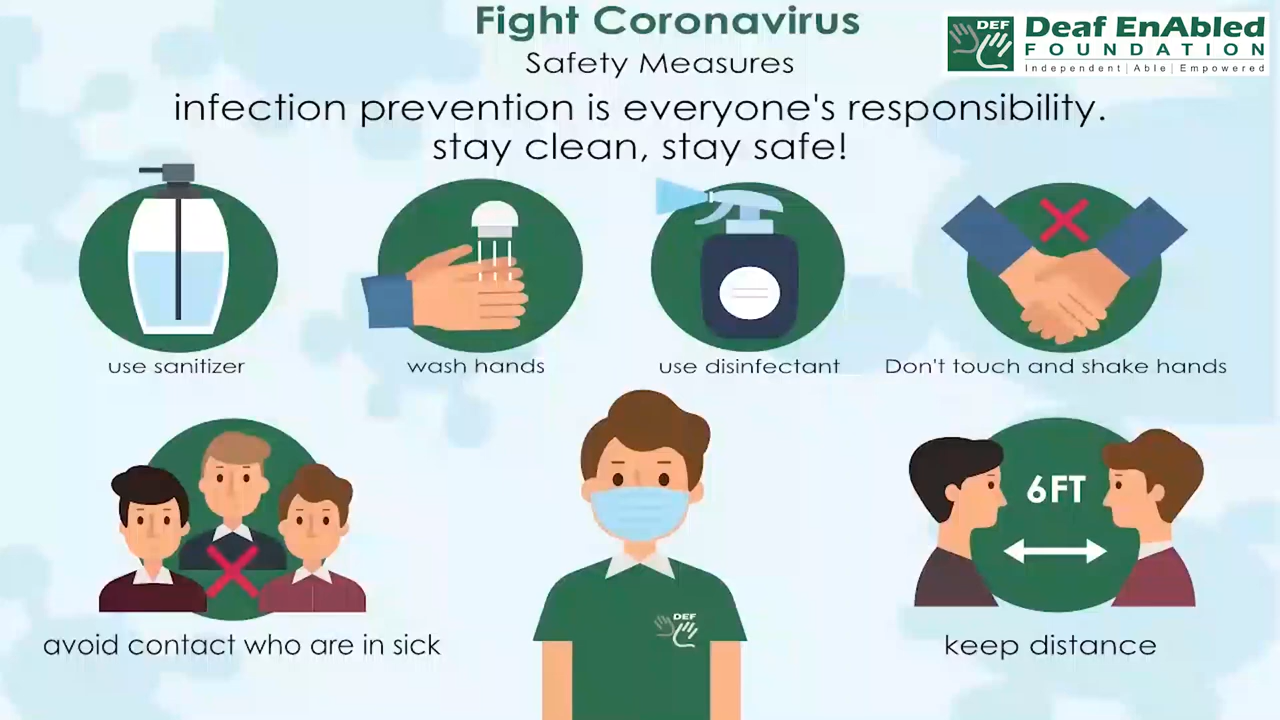 Fight Coronavirus
Safety Measures
DEF
Deaf EnAbled
FOUNDATION
Independent | Able | Empowered
infection prevention is everyone's responsibility.
stay clean, stay safe!
use sanitizer
wash hands
use disinfectant
Don't touch and shake hands
6FT
DEF
avoid contact who are in sick
keep distance